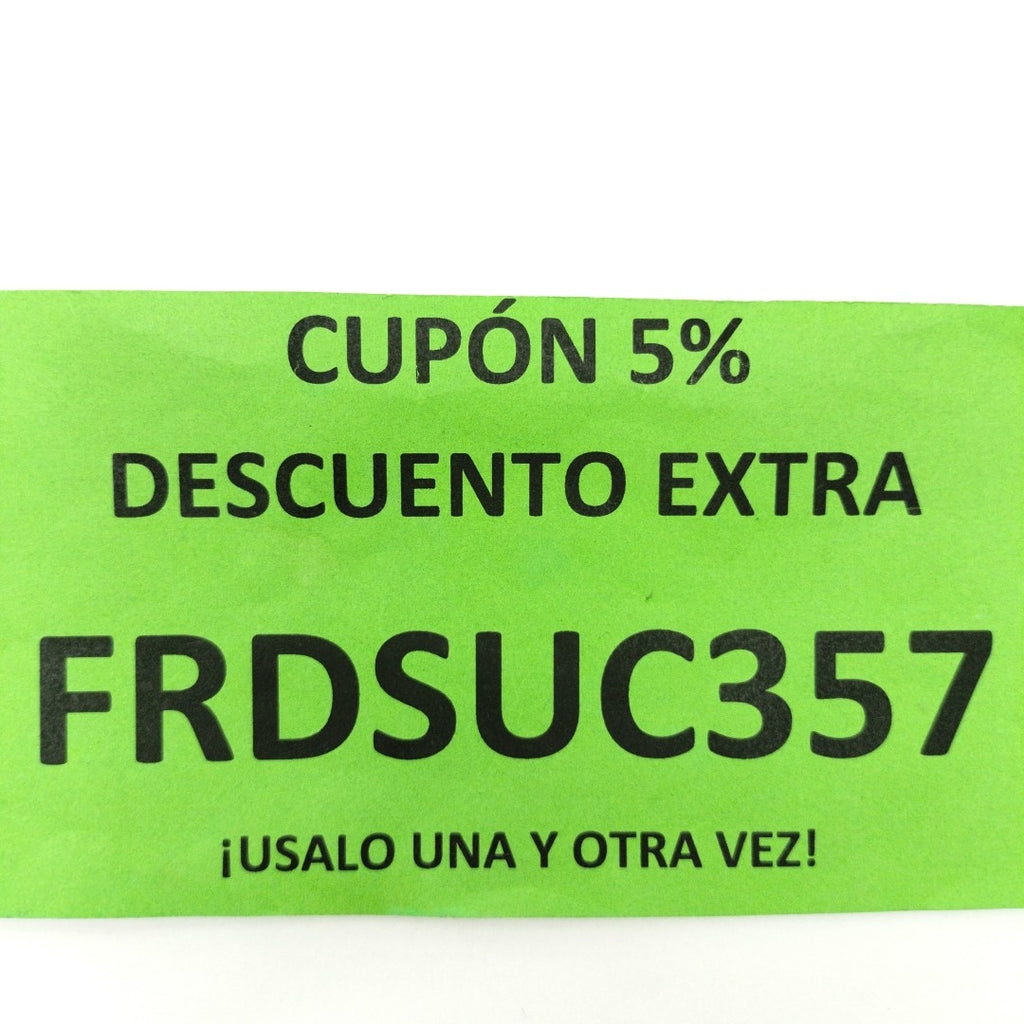 CUPÓN 5%
DESCUENTO EXTRA
FRDSUC357
¡USALO UNA Y OTRA VEZ!